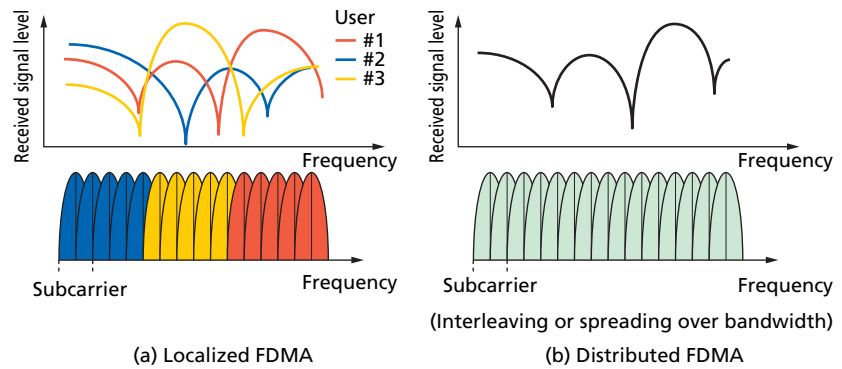 Received signal level
User
#1
#2
#3
Frequency
Subcarrier
Frequency
(a) Localized FDMA
Received signal level
Frequency
Subcarrier
Frequency
(Interleaving or spreading over bandwidth)
(b) Distributed FDMA